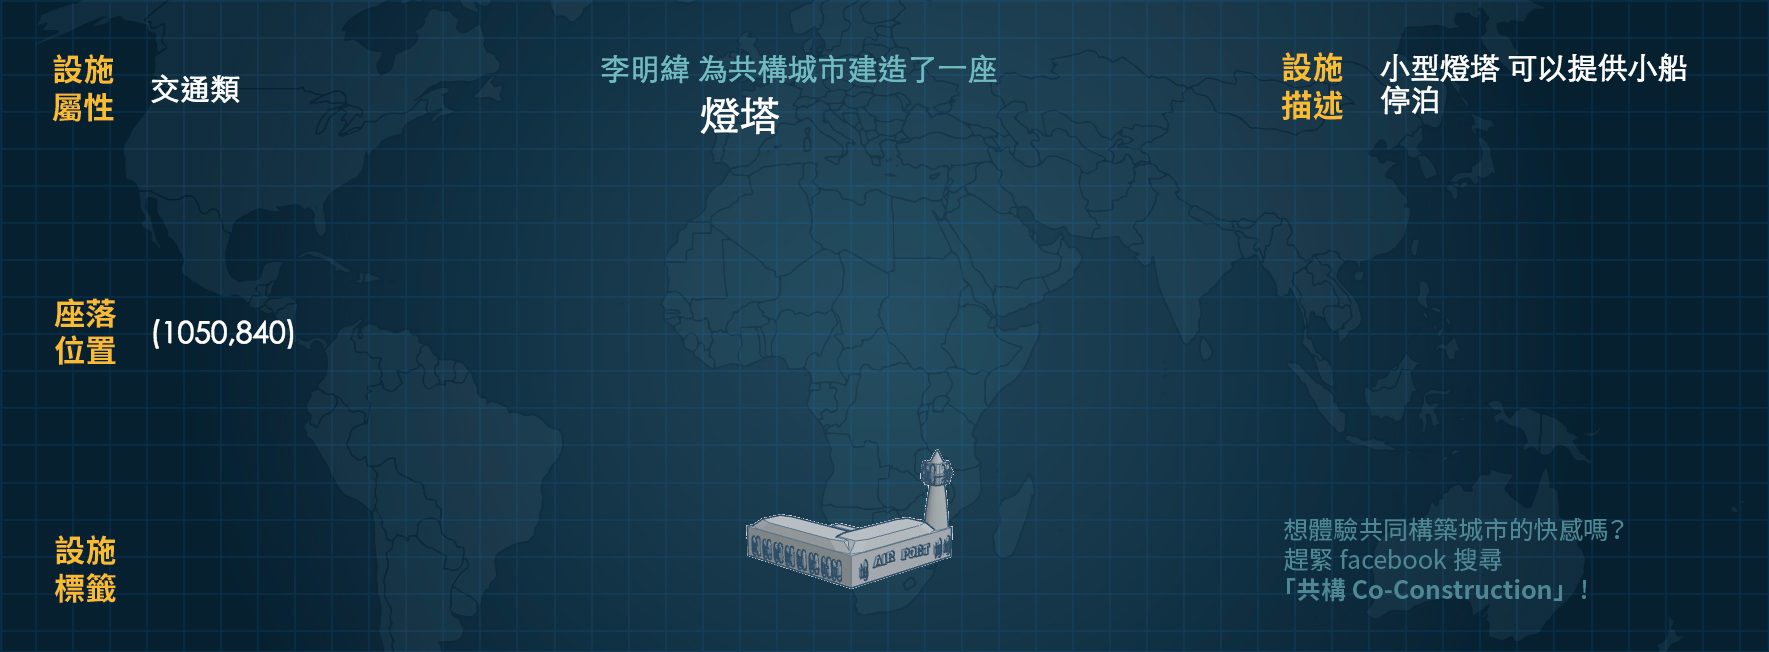 設施
屬性
交通類
李明緯 為共構城市建造了一座
燈塔
設施
描述
小型燈塔 可以提供小船
停泊
座落
位置
(1050,840)
AIR PORT
設施
標籤
想體驗共同構築城市的快感嗎？
趕緊 facebook 搜尋
「共構 Co-Construction」！